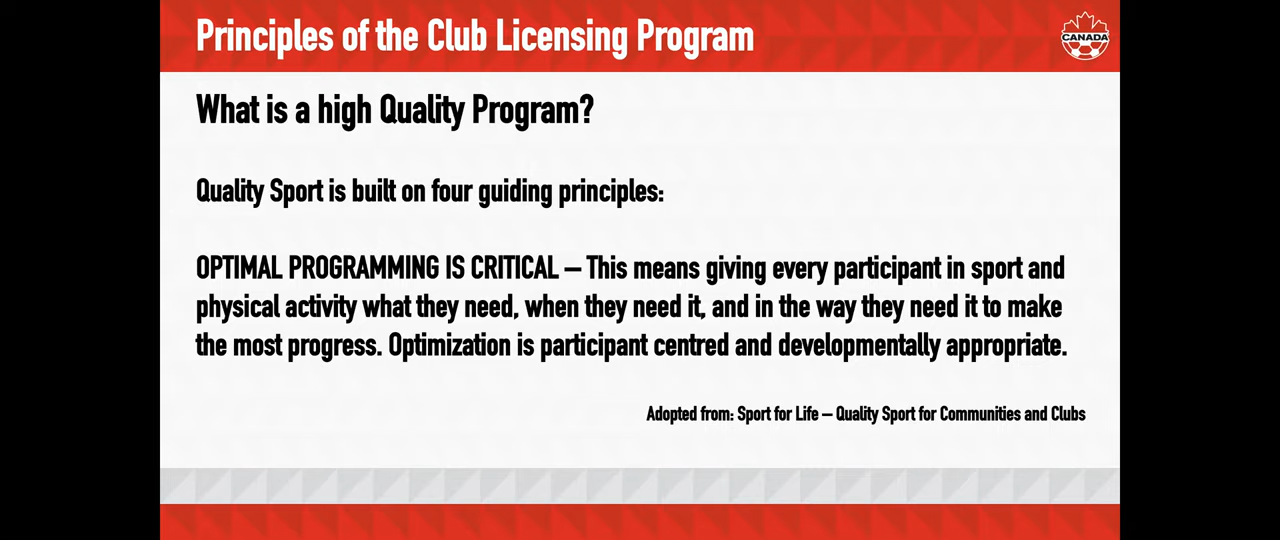 Principles of the Club Licensing Program
CANADA
What is a high Quality Program?
Quality Sport is built on four guiding principles:
OPTIMAL PROGRAMMING IS CRITICAL – This means giving every participant in sport and
physical activity what they need, when they need it, and in the way they need it to make
the most progress. Optimization is participant centred and developmentally appropriate.
Adopted from: Sport for Life – Quality Sport for Communities and Clubs